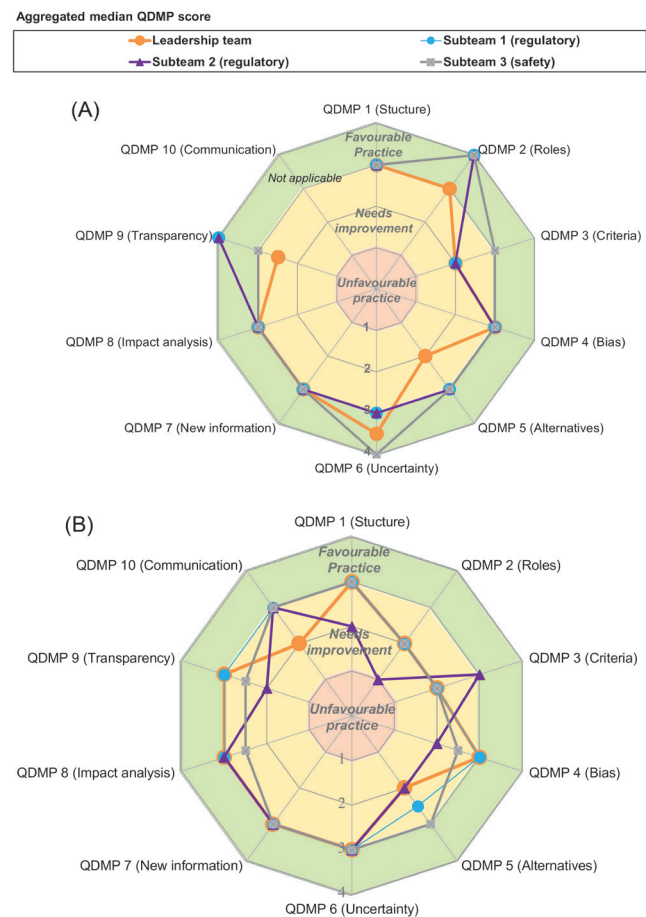 Aggregated median QDMP score
Leadership team
Subteam 1 (regulatory)
Subteam 2 (regulatory)
Subteam 3 (safety)
(A)
QDMP 1 (Stucture)
QDMP 10 (Communication)
Favourable
Practice
QDMP 2 (Roles)
Not applicable
Needs
improvement
QDMP 9 (Transparency)
QDMP 3 (Criteria)
Unfavourable
practice
1
QDMP 8 (Impact analysis)
QDMP 4 (Bias)
2
QDMP 7 (New information)
3
QDMP 5 (Alternatives)
4
QDMP 6 (Uncertainty)
(B)
QDMP 1 (Stucture)
QDMP 10 (Communication)
Favourable
Practice
QDMP 2 (Roles)
Needs
improvement
QDMP 9 (Transparency)
QDMP 3 (Criteria)
Unfavourable
practice
1
QDMP 8 (Impact analysis)
QDMP 4 (Bias)
2
QDMP 7 (New information)
3
QDMP 5 (Alternatives)
4
QDMP 6 (Uncertainty)